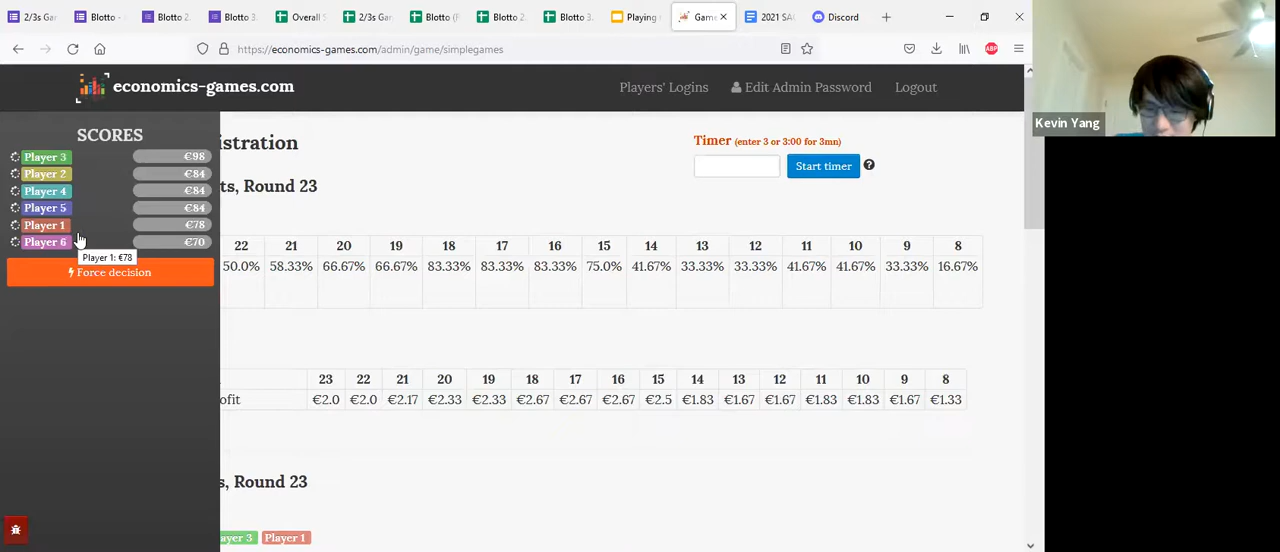 2/3s Ga
Blotto
Blotto 2.
Blotto 3.
Overall S
2/3s Gar
Blotto (F
Blotto 2.
Blotto 3.
Playing
Game
2021 SA
Discord
https://economics-games.com/admin/game/simplegames
ABP
economics-games.com
Players' Logins
Edit Admin Password
Logout
Kevin Yang
SCORES
Player 3 €98
Player 2 €84
Player 4 €84
Player 5 €84
Player 1 €78
Player 6 €70
Player 1: €78
Force decision
istration
Timer (enter 3 or 3:00 for 3mn)
Start timer
ts, Round 23
22 21 20 19 18 17 16 15 14 13 12 11 10 9 8
50.0% 58.33% 66.67% 66.67% 83.33% 83.33% 83.33% 75.0% 41.67% 33.33% 33.33% 41.67% 41.67% 33.33% 16.67%
23 22 21 20 19 18 17 16 15 14 13 12 11 10 9 8
ofit €2.0 €2.0 €2.17 €2.33 €2.33 €2.67 €2.67 €2.67 €2.5 €1.83 €1.67 €1.67 €1.83 €1.83 €1.67 €1.33
s, Round 23
ayer 3 Player 1